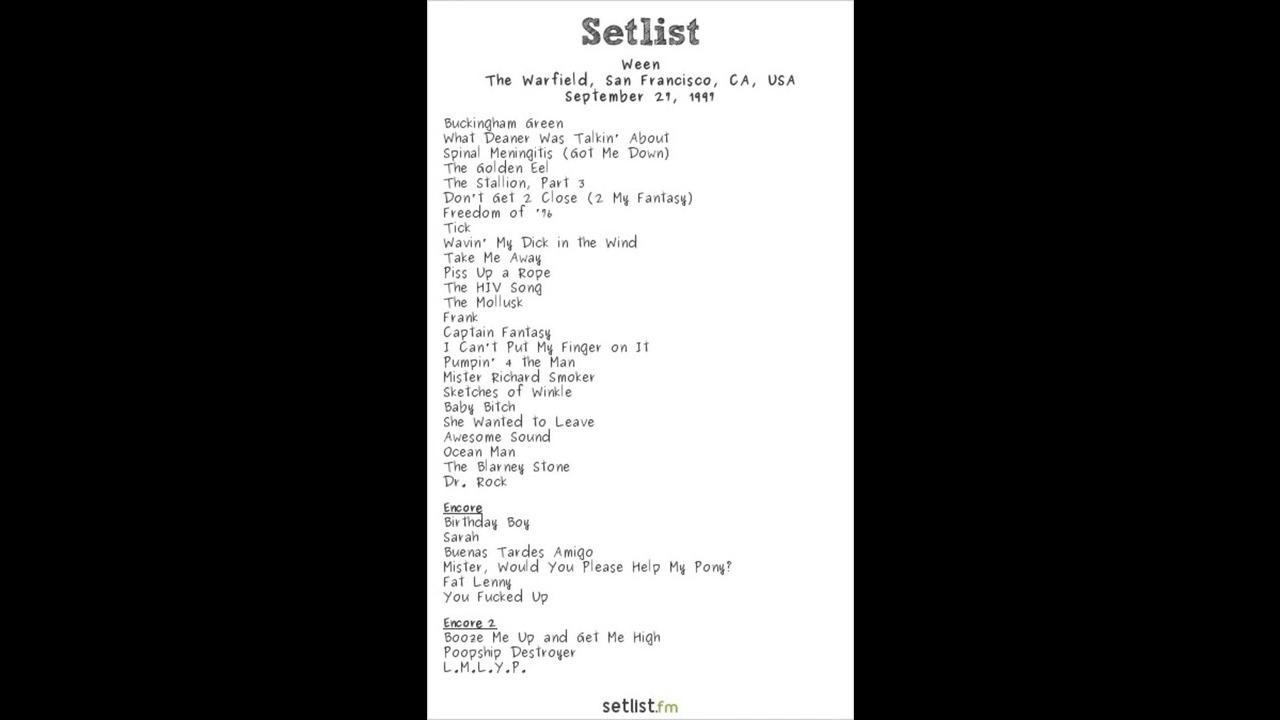 Setlist
Ween
The Warfield, San Francisco, CA, USA
September 27, 1997
Buckingham Green
What Deaner Was Talkin' About
Spinal Meningitis (Got Me Down)
The Golden Eel
The Stallion, Part 3
Don't Get 2 Close (2 My Fantasy)
Freedom of '76
Tick
Wavin' My Dick in the Wind
Take Me Away
Piss Up a Rope
The HIV Song
The Mollusk
Frank
Captain Fantasy
I Can't Put My Finger on It
Pumpin' 4 the Man
Mister Richard Smoker
Sketches of Winkle
Baby Bitch
She Wanted to Leave
Awesome Sound
Ocean Man
The Blarney Stone
Dr. Rock
Encore
Birthday Boy
Sarah
Buenas Tardes Amigo
Mister, Would You Please Help My Pony?
Fat Lenny
You Fucked Up
Encore 2
Booze Me Up and Get Me High
Poopship Destroyer
L.M.L.Y.P.
setlist.fm